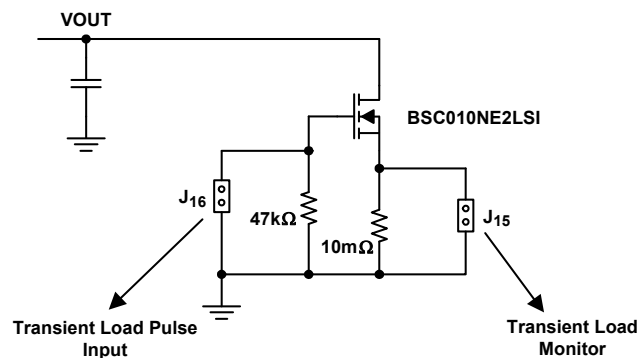 VOUT
BSC010NE2LSI
J16
47kΩ
10mΩ
J15
Transient Load Pulse
Input
Transient Load
Monitor